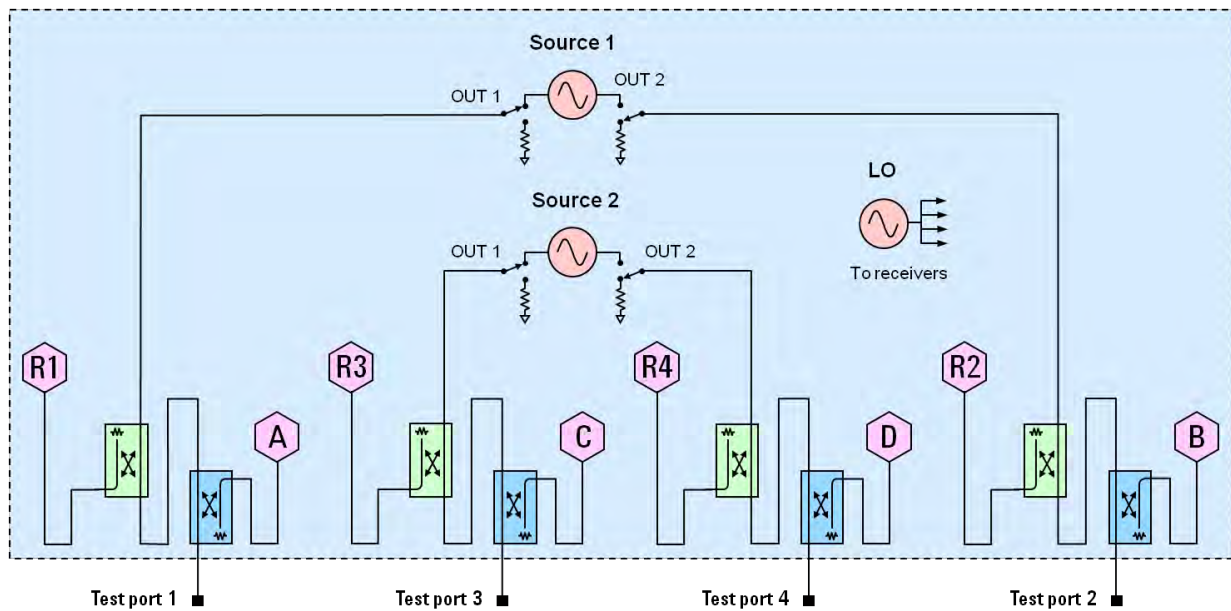 Source 1
OUT 1
OUT 2
LO
Source 2
OUT 1
OUT 2
To receivers
R1
R3
R4
R2
A
C
D
B
Test port 1
Test port 3
Test port 4
Test port 2